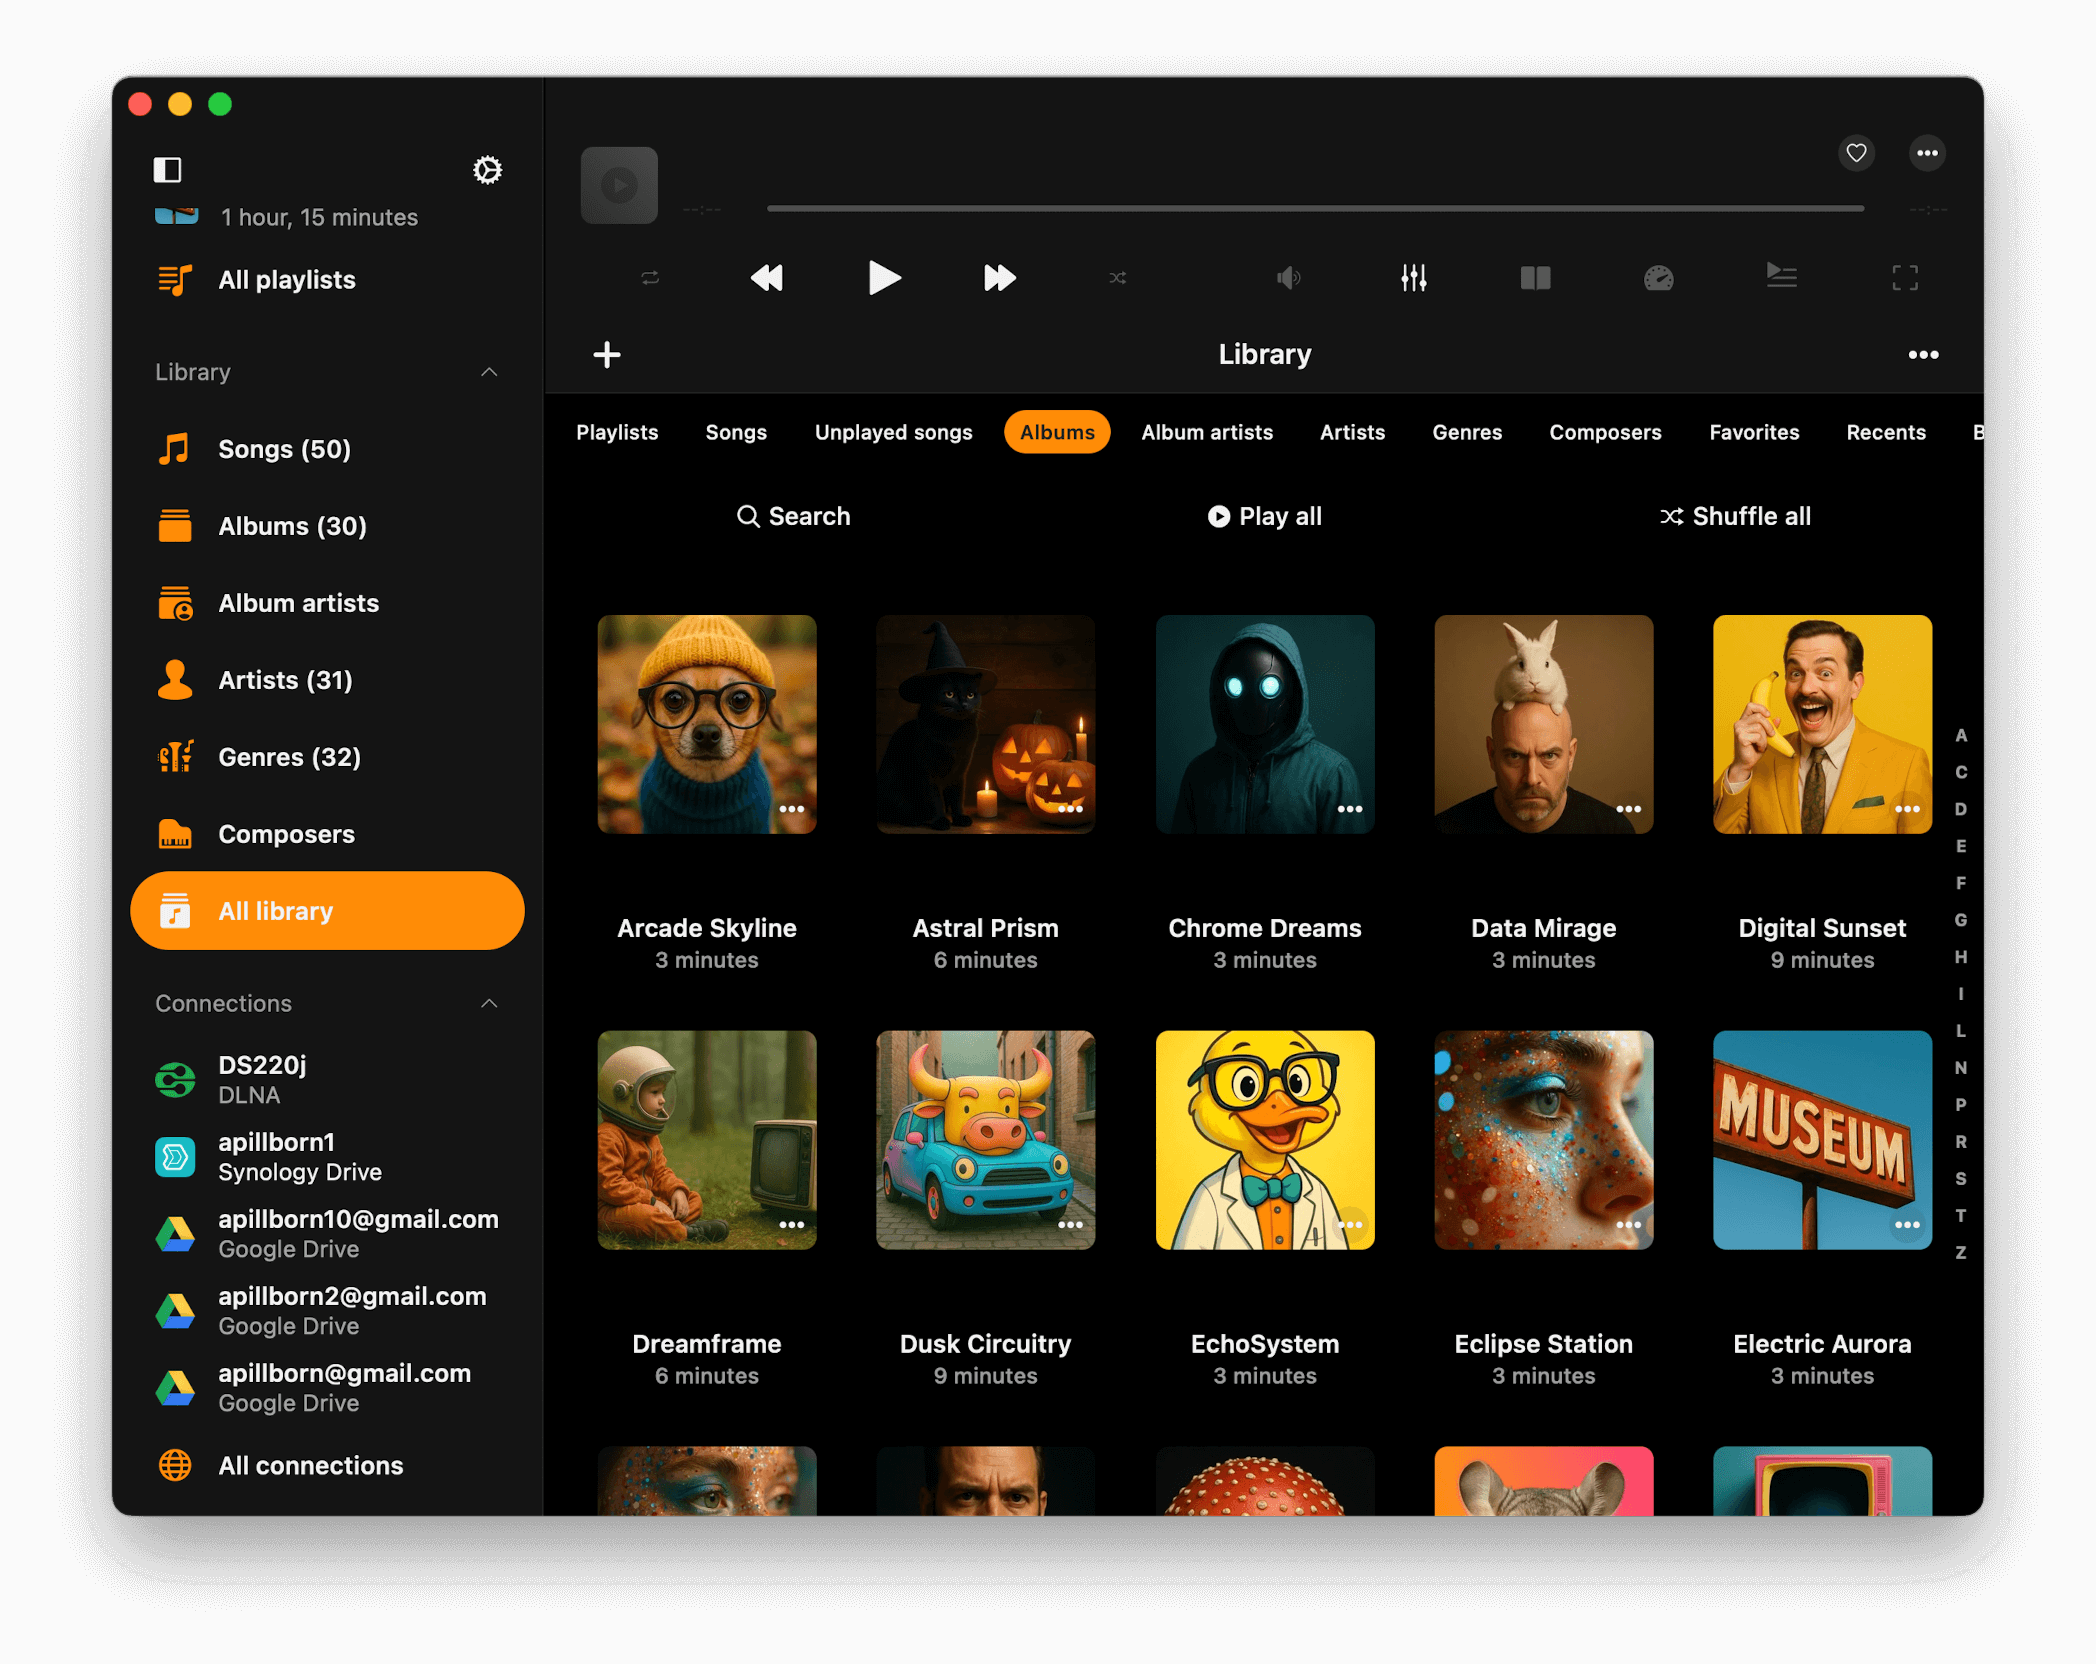 1 hour, 15 minutes
All playlists
Library
Songs (50)
Albums (30)
Album artists
Artists (31)
Genres (32)
Composers
All library
Connections
DS220j
DLNA
apillborn1
Synology Drive
apillborn10@gmail.com
Google Drive
apillborn2@gmail.com
Google Drive
apillborn@gmail.com
Google Drive
All connections
--:--
--:--
Library
Playlists Songs Unplayed songs Albums Album artists Artists Genres Composers Favorites Recents B
Search Play all Shuffle all
Arcade Skyline Astral Prism Chrome Dreams Data Mirage Digital Sunset
3 minutes 6 minutes 3 minutes 3 minutes 9 minutes
MUSEUM
Dreamframe Dusk Circuitry EchoSystem Eclipse Station Electric Aurora
6 minutes 9 minutes 3 minutes 3 minutes 3 minutes
A
C
D
E
F
G
H
I
L
N
P
R
S
T
Z